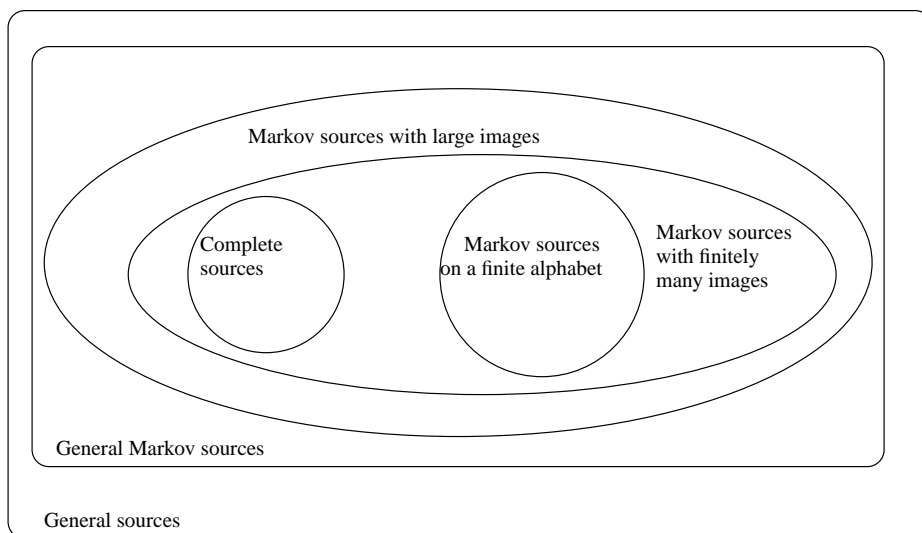 Markov sources with large images
Complete
sources
Markov sources
on a finite alphabet
Markov sources
with finitely
many images
General Markov sources
General sources